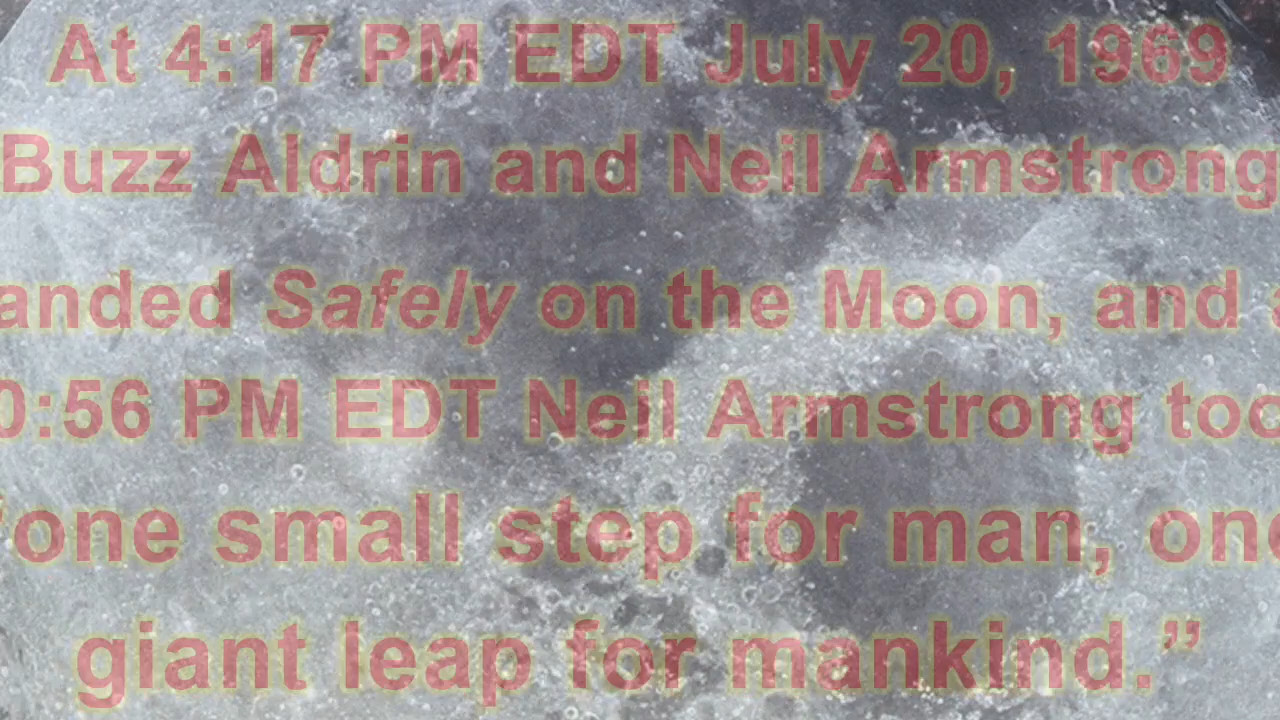 At 4:17 PM EDT July 20, 1969
Buzz Aldrin and Neil Armstrong
anded Safely on the Moon, and a
0:56 PM EDT Neil Armstrong too
“one small step for man, one
giant leap for mankind.”